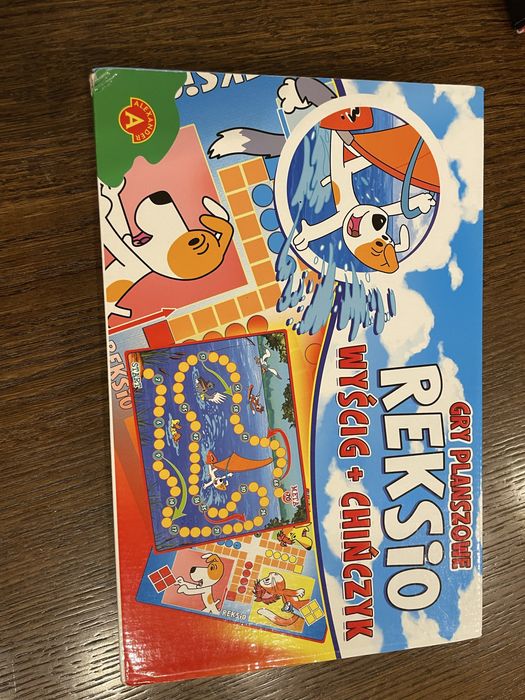 ALEXANDER
A
GRY PLANSZOWE
REKSiO
WYŚCIG + CHIŃCZYK
REKSiO
START
META
REKSiO